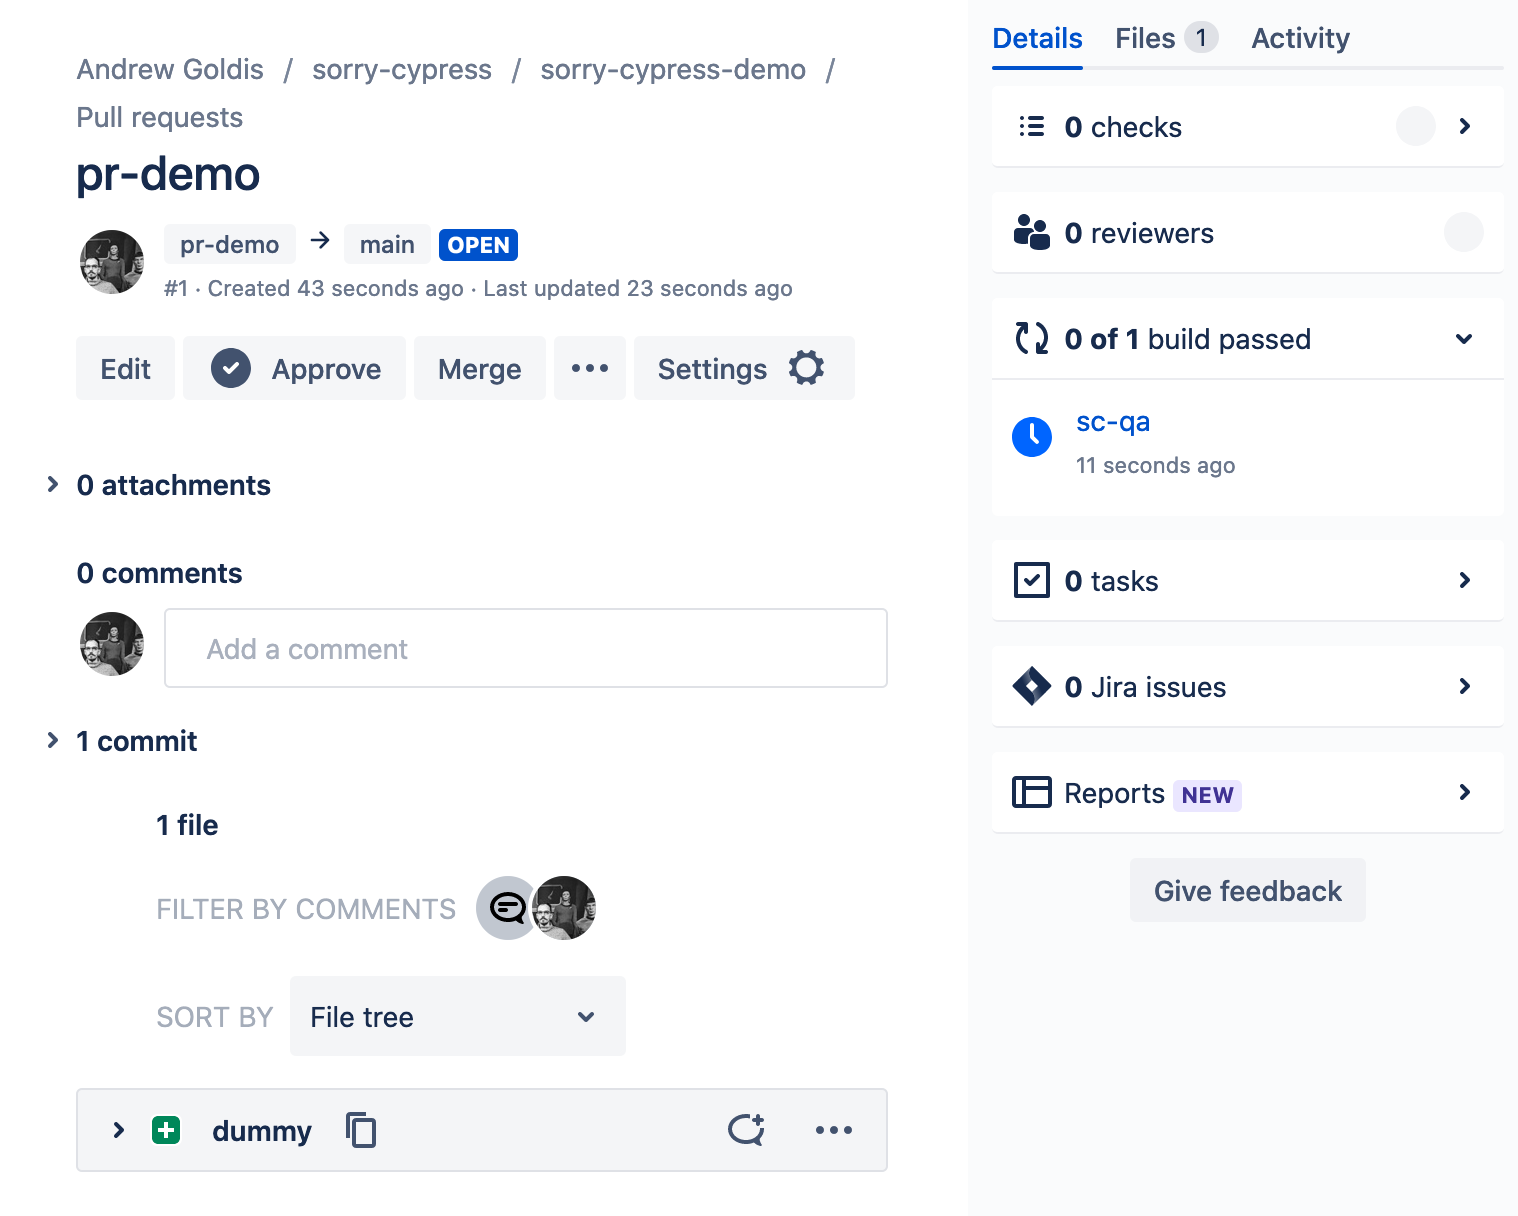 Andrew Goldis / sorry-cypress / sorry-cypress-demo /
Pull requests
pr-demo
pr-demo → main OPEN
#1 · Created 43 seconds ago · Last updated 23 seconds ago
Edit Approve Merge ••• Settings
0 attachments
0 comments
Add a comment
1 commit
1 file
FILTER BY COMMENTS
SORT BY File tree
dummy
Details Files 1 Activity
0 checks
0 reviewers
0 of 1 build passed
sc-qa
11 seconds ago
0 tasks
0 Jira issues
Reports NEW
Give feedback